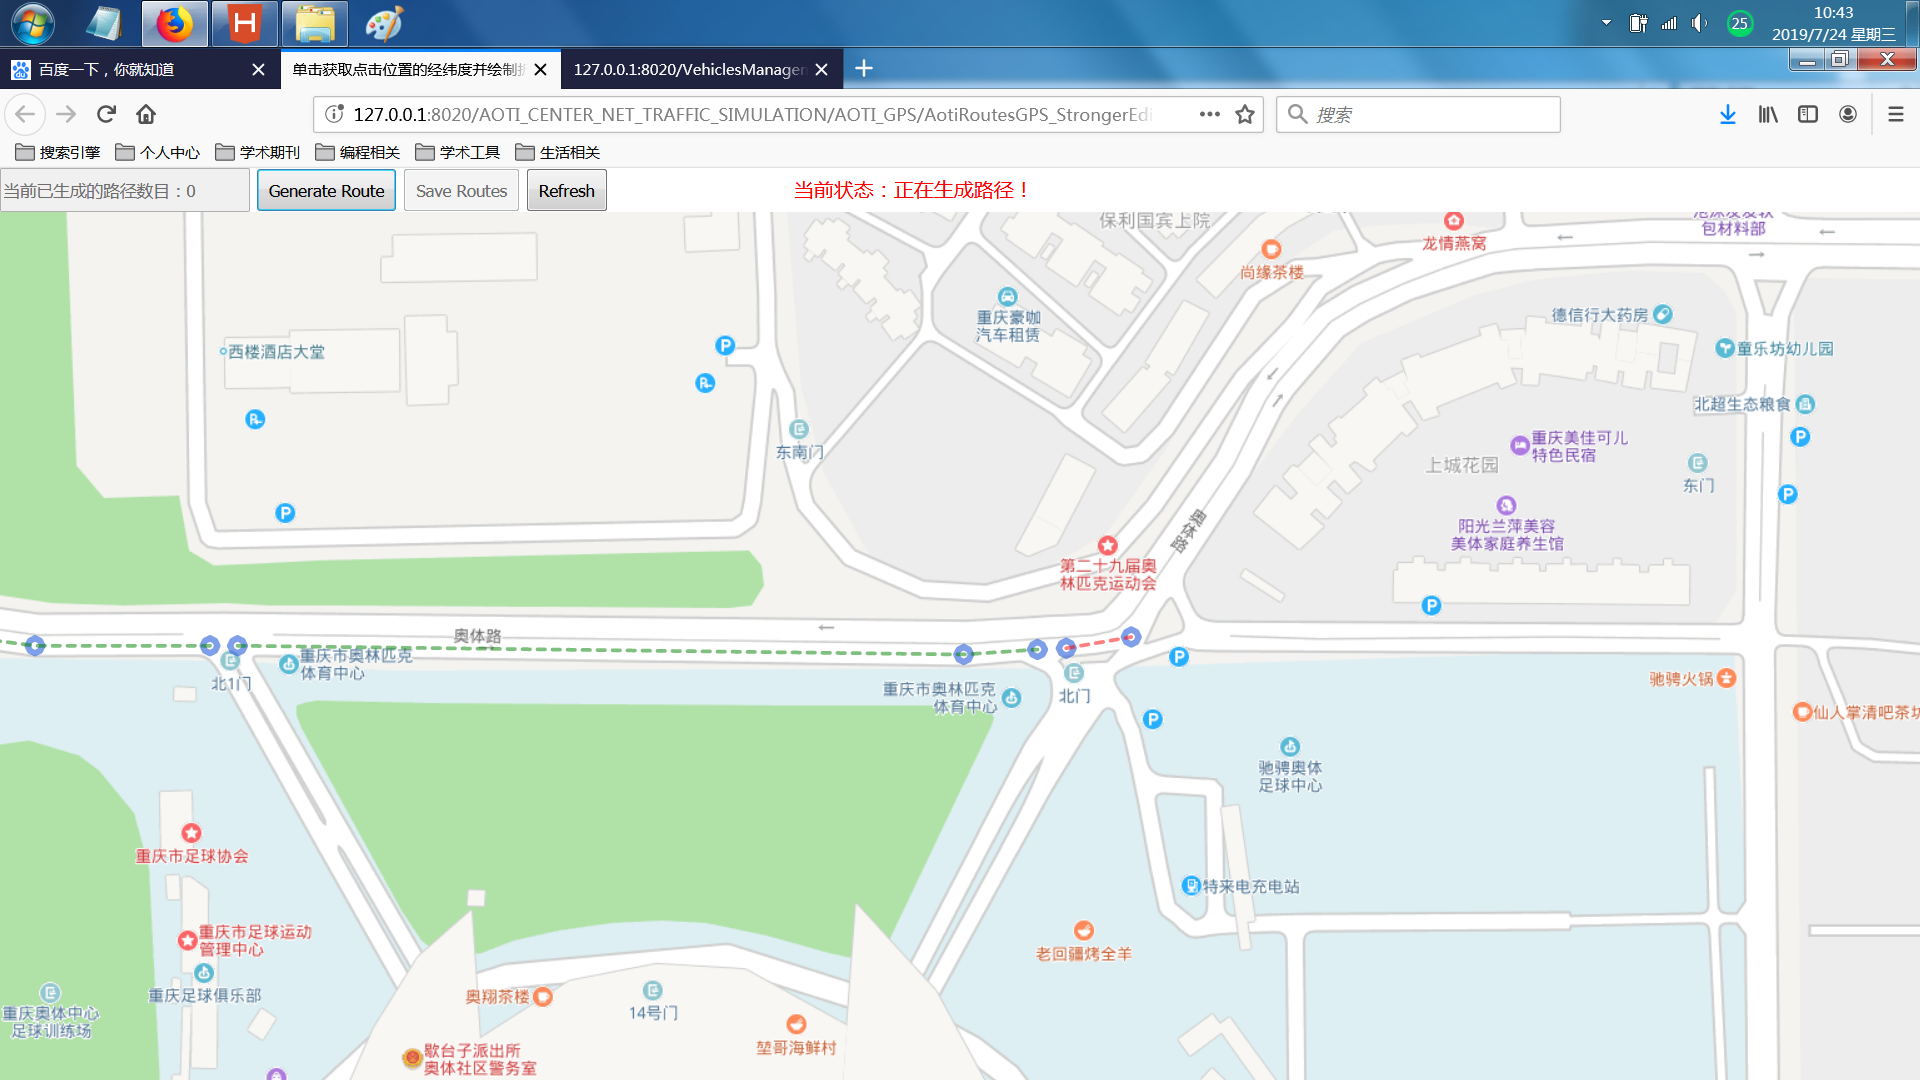 25
10:43
2019/7/24 星期三
百度一下，你就知道
单击获取点击位置的经纬度并绘制
127.0.0.1:8020/VehiclesManage
127.0.0.1:8020/AOTI_CENTER_NET_TRAFFIC_SIMULATION/AOTI_GPS/AotiRoutesGPS_StrongerEdi
搜索
搜索引擎
个人中心
学术期刊
编程相关
学术工具
生活相关
当前已生成的路径数目：0
Generate Route
Save Routes
Refresh
当前状态：正在生成路径！
保利国宾上院
龙情燕窝
包材料部
尚缘茶楼
重庆豪咖
汽车租赁
德信行大药房
童乐坊幼儿园
西楼酒店大堂
北超生态粮食
东南门
重庆美佳可儿
特色民宿
上城花园
东门
阳光兰萍美容
美体家庭养生馆
奥体路
第二十九届奥
林匹克运动会
奥体路
重庆市奥林匹克
体育中心
北1门
重庆市奥林匹克
体育中心
北门
驰骋火锅
仙人掌清吧茶坊
驰骋奥体
足球中心
重庆市足球协会
特来电充电站
重庆市足球运动
管理中心
老回疆烤全羊
重庆足球俱乐部
奥翔茶楼
14号门
重庆奥体中心
足球训练场
堃哥海鲜村
歇台子派出所
奥体社区警务室